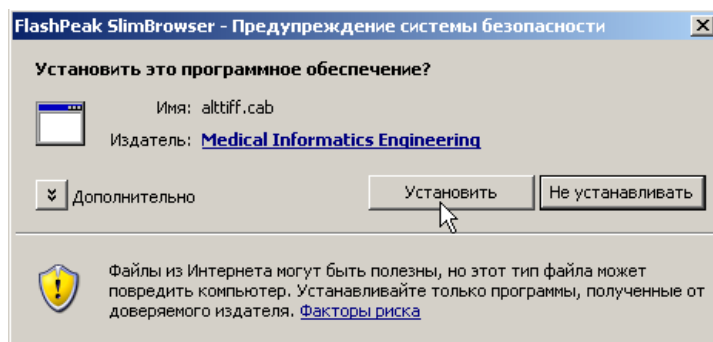 FlashPeak SlimBrowser - Предупреждение системы безопасности
Установить это программное обеспечение?
Имя: alttiff.cab
Издатель: Medical Informatics Engineering
Дополнительно
Установить
Не устанавливать
Файлы из Интернета могут быть полезны, но этот тип файла может
повредить компьютер. Устанавливайте только программы, полученные от
доверяемого издателя. Факторы риска